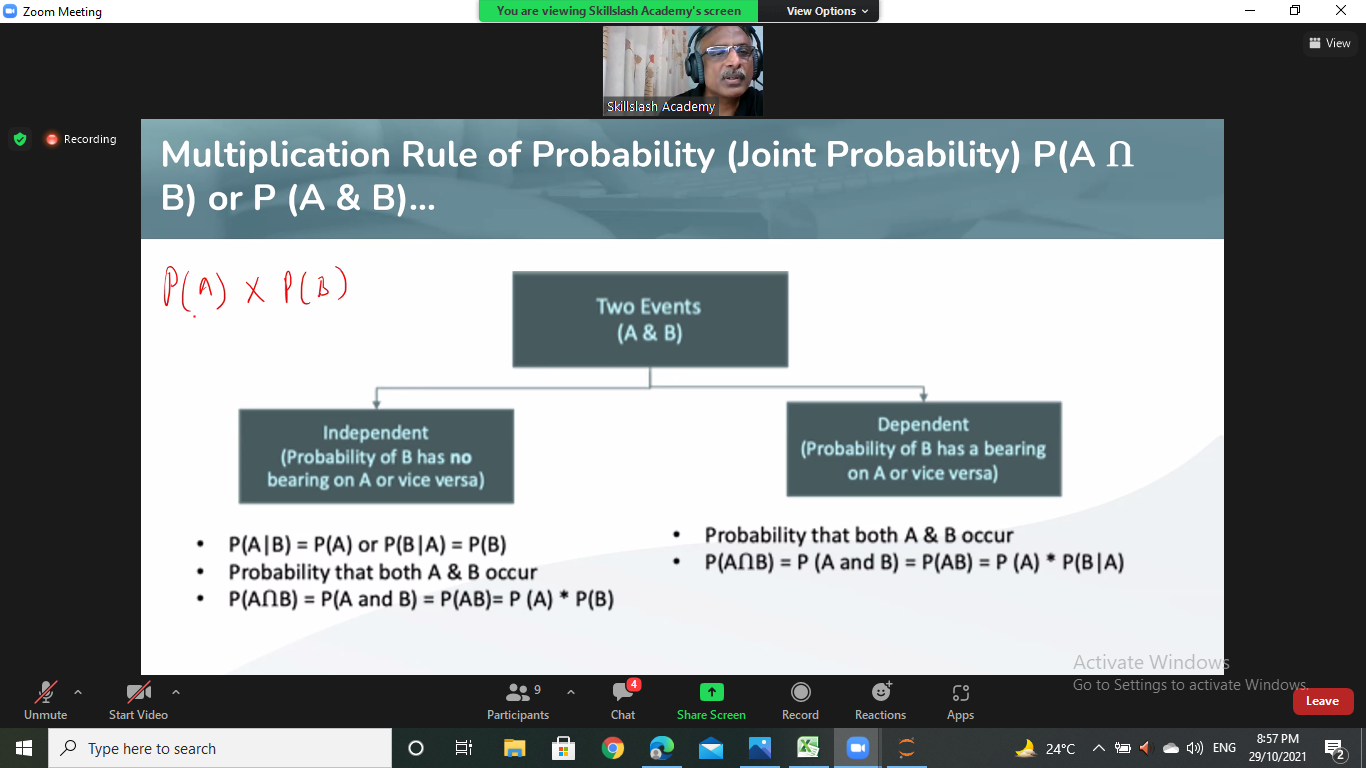 Zoom Meeting
You are viewing Skillslash Academy's screen
View Options
View
Skillslash Academy
Recording
Multiplication Rule of Probability (Joint Probability) P(A Ո
B) or P (A & B)...
P(A) X P(B)
Two Events
(A & B)
Independent
(Probability of B has no
bearing on A or vice versa)
Dependent
(Probability of B has a bearing
on A or vice versa)
• P(A|B) = P(A) or P(B|A) = P(B)
• Probability that both A & B occur
• P(AՈB) = P(A and B) = P(AB)= P (A) * P(B)
• Probability that both A & B occur
• P(AՈB) = P (A and B) = P(AB) = P (A) * P(B|A)
Activate Windows
Go to Settings to activate Windows.
Unmute
Start Video
9
Participants
4
Chat
Share Screen
Record
Reactions
Apps
Leave
Type here to search
24°C
ENG
8:57 PM
29/10/2021
2